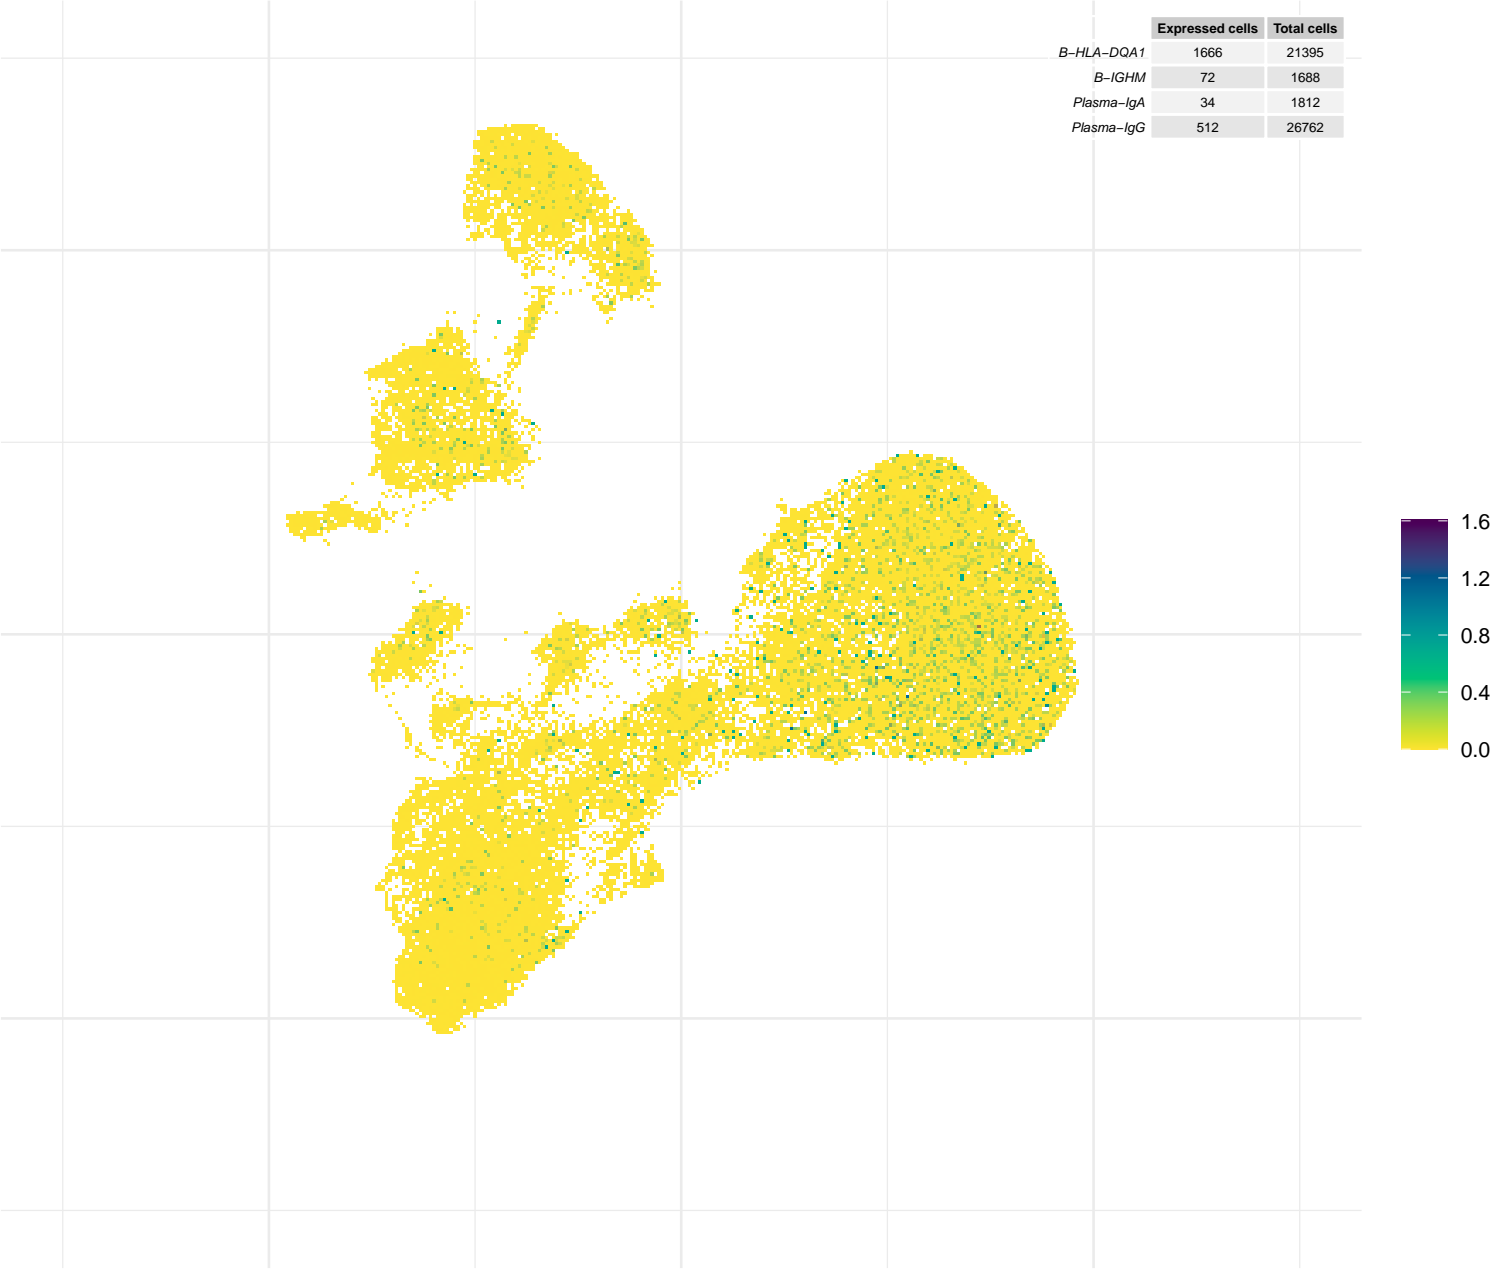 Expressed cells Total cells
B−HLA−DQA1 1666 21395
B−IGHM 72 1688
Plasma−IgA 34 1812
Plasma−IgG 512 26762
1.6
1.2
0.8
0.4
0.0